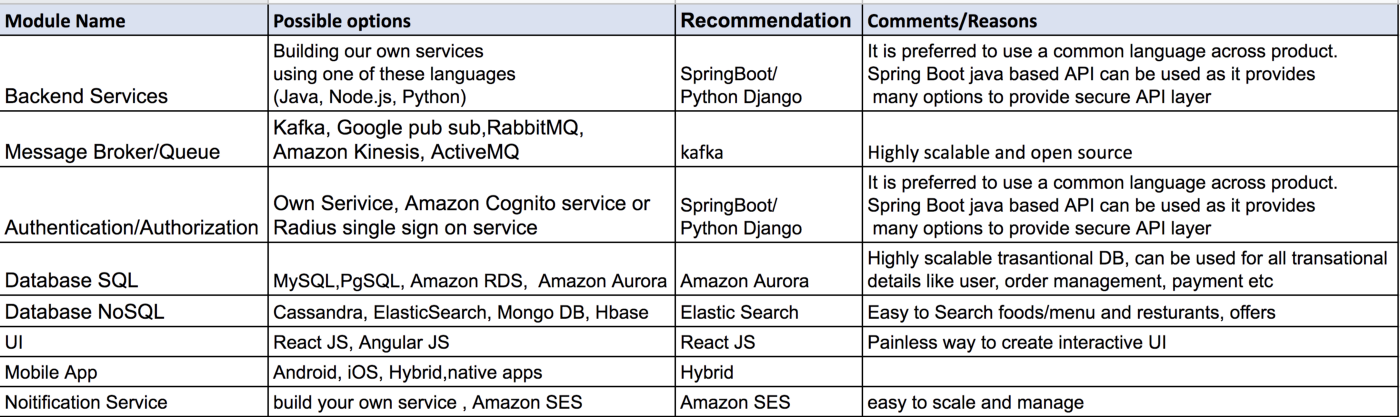 Module Name Possible options Recommendation Comments/Reasons
Building our own services
using one of these languages
(Java, Node.js, Python)
Backend Services
SpringBoot/
Python Django
It is preferred to use a common language across product.
Spring Boot java based API can be used as it provides
many options to provide secure API layer
Message Broker/Queue
Kafka, Google pub sub,RabbitMQ,
Amazon Kinesis, ActiveMQ
kafka
Highly scalable and open source
Authentication/Authorization
Own Serivice, Amazon Cognito service or
Radius single sign on service
SpringBoot/
Python Django
It is preferred to use a common language across product.
Spring Boot java based API can be used as it provides
many options to provide secure API layer
Database SQL
MySQL,PgSQL, Amazon RDS, Amazon Aurora
Amazon Aurora
Highly scalable trasantional DB, can be used for all transational
details like user, order management, payment etc
Database NoSQL
Cassandra, ElasticSearch, Mongo DB, Hbase
Elastic Search
Easy to Search foods/menu and resturants, offers
UI
React JS, Angular JS
React JS
Painless way to create interactive UI
Mobile App
Android, iOS, Hybrid,native apps
Hybrid
Noitification Service
build your own service , Amazon SES
Amazon SES
easy to scale and manage